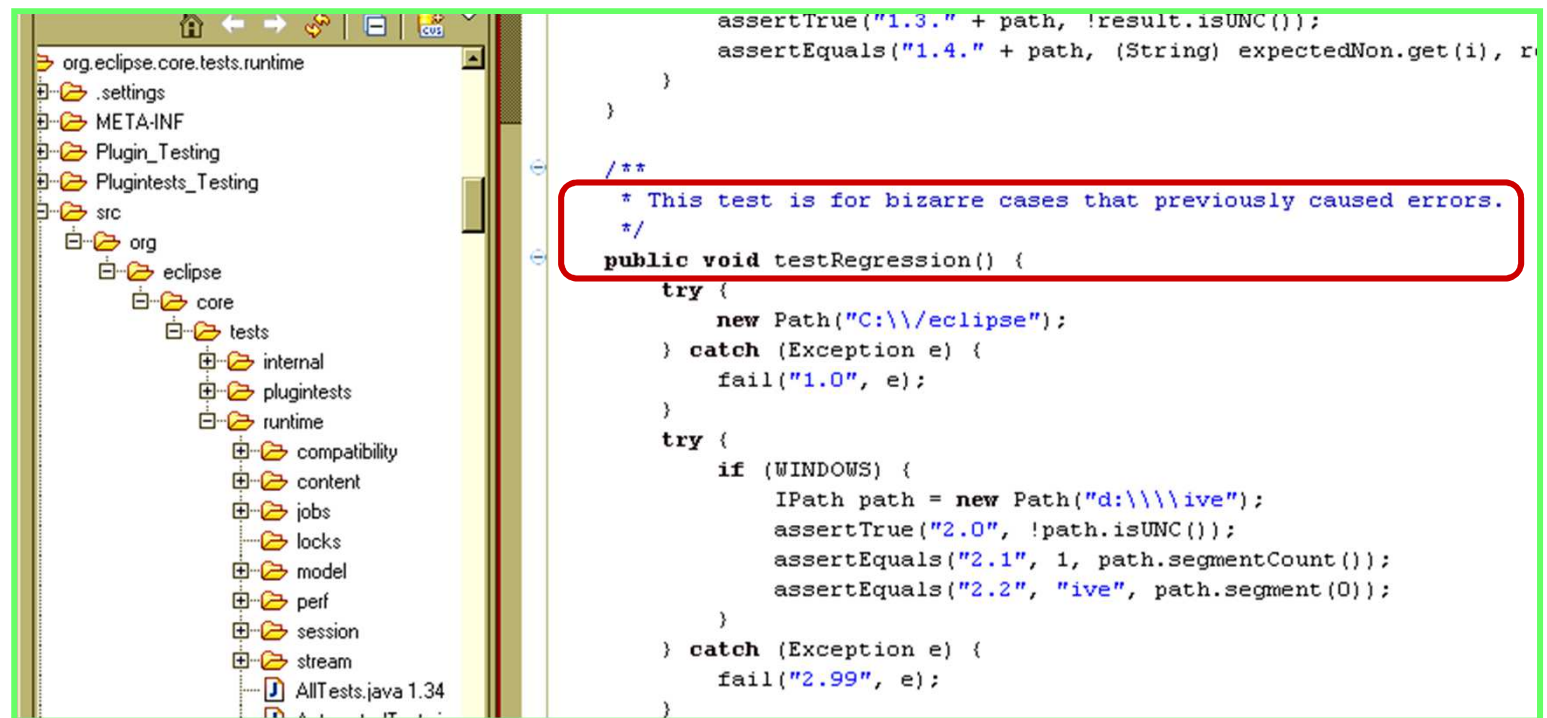 cus
org.eclipse.core.tests.runtime
.settings
META-INF
Plugin_Testing
Plugintests_Testing
src
org
eclipse
core
tests
internal
plugintests
runtime
compatibility
content
jobs
locks
model
perf
session
stream
AllTests.java 1.34
assertTrue("1.3." + path, !result.isUNC());
assertEquals("1.4." + path, (String) expectedNon.get(i), r
}
}
/**
* This test is for bizarre cases that previously caused errors.
*/
public void testRegression() {
try {
new Path("C:\\/eclipse");
} catch (Exception e) {
fail("1.0", e);
}
try {
if (WINDOWS) {
IPath path = new Path("d:\\\\ive");
assertTrue("2.0", !path.isUNC());
assertEquals("2.1", 1, path.segmentCount());
assertEquals("2.2", "ive", path.segment(0));
}
} catch (Exception e) {
fail("2.99", e);
}